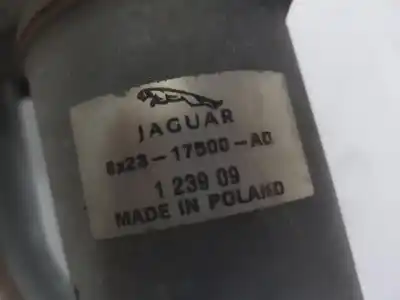 JAGUAR
8X23-17500-AD
1 239 09
MADE IN POLAND